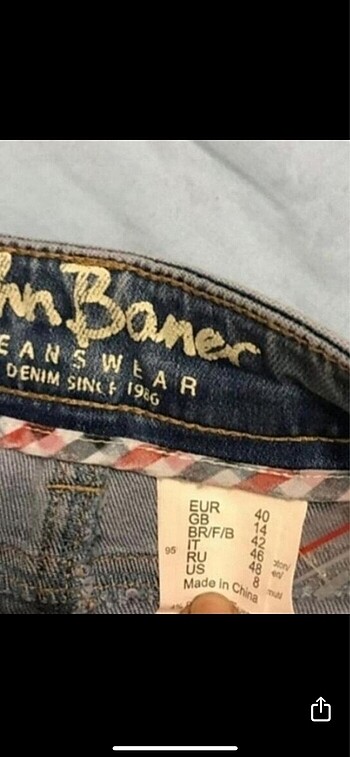 hn Baner
EANSWEAR
DENIM SINCE 1986
EUR 40
GB 14
BR/F/B 42
IT 46
RU 48
US 8
95
Made in China